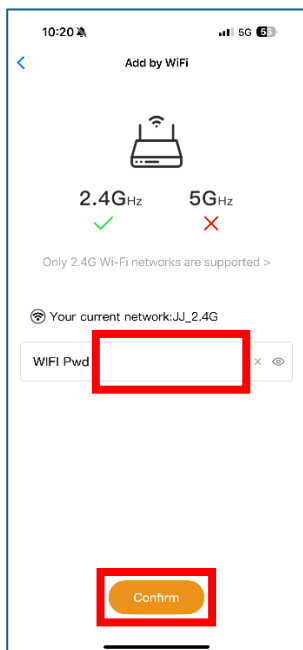 10:20 5G 53
Add by WiFi
2.4GHz 5GHz
Only 2.4G Wi-Fi networks are supported >
Your current network:JJ_2.4G
WIFI Pwd
Confirm